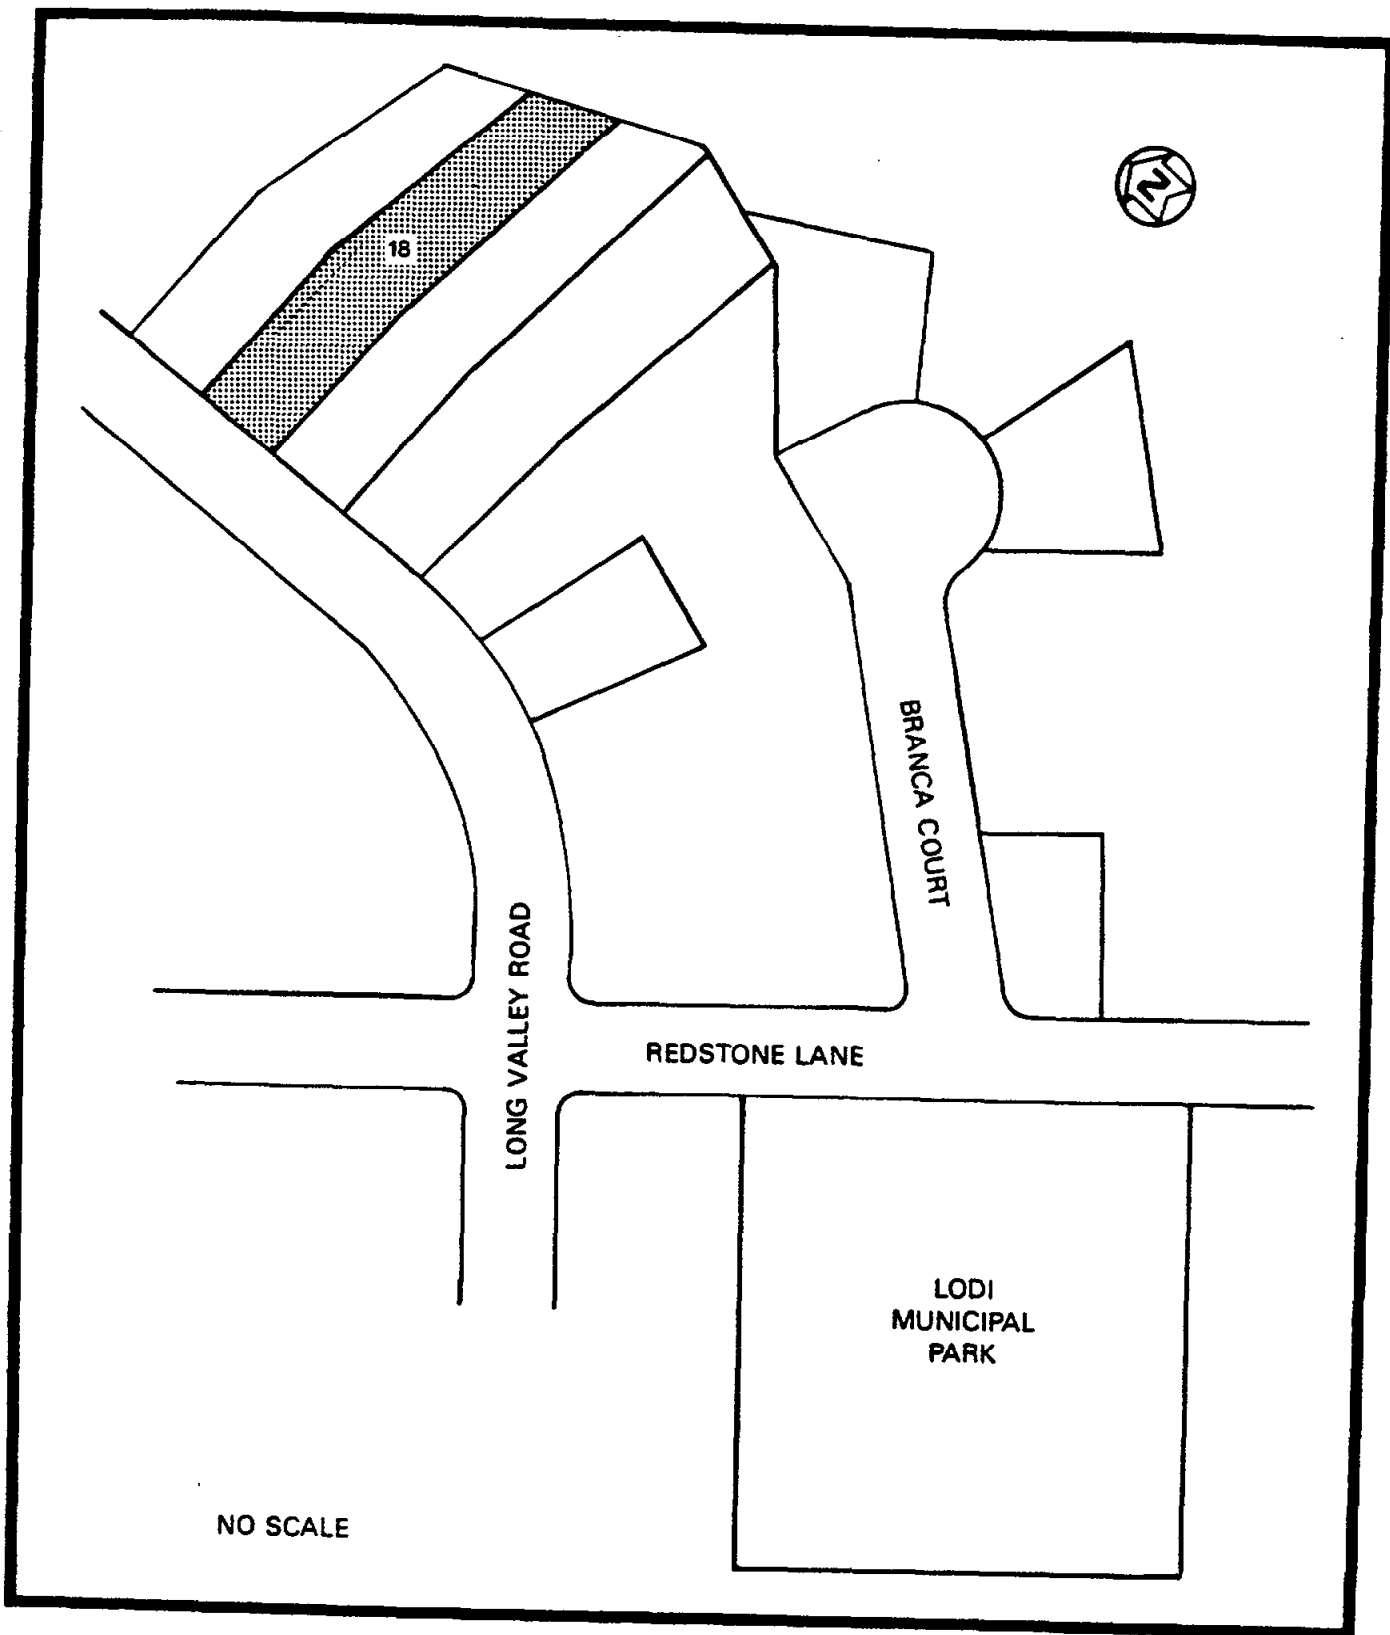 18
N
BRANCA COURT
LONG VALLEY ROAD
REDSTONE LANE
LODI
MUNICIPAL
PARK
NO SCALE